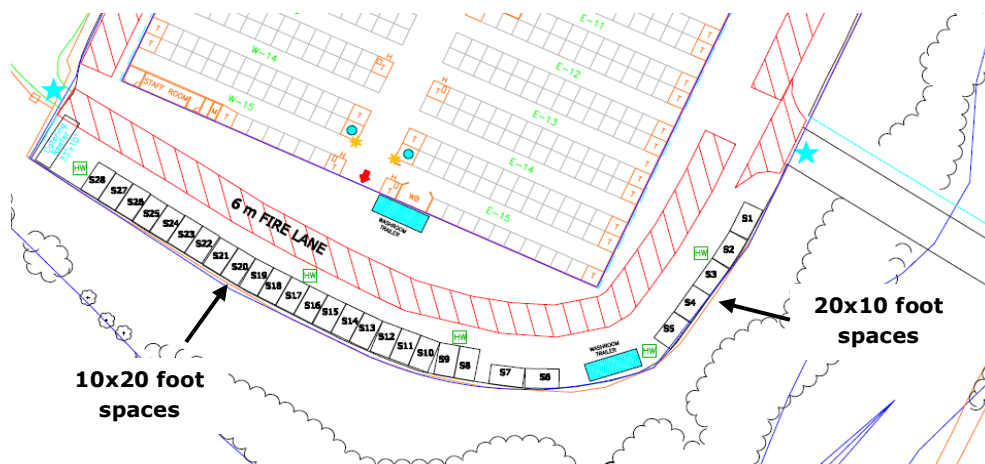 E-11
W-14
E-12
H
T
STAFF ROOM
M
T
W-15
H
T
E-13
T
E-14
H
T
H
T
WB
E-15
T
WASHROOM
TRAILER
33'x10'
HW
6 m FIRE LANE
S28
S27
S26
S25
S24
S23
S22
S21
S20
S19
S18
S17
HW
S16
S15
S14
S13
S12
S11
S10
S9
S8
HW
S7
S6
WASHROOM
TRAILER
HW
S5
S4
S3
HW
S2
S1
10x20 foot
spaces
20x10 foot
spaces